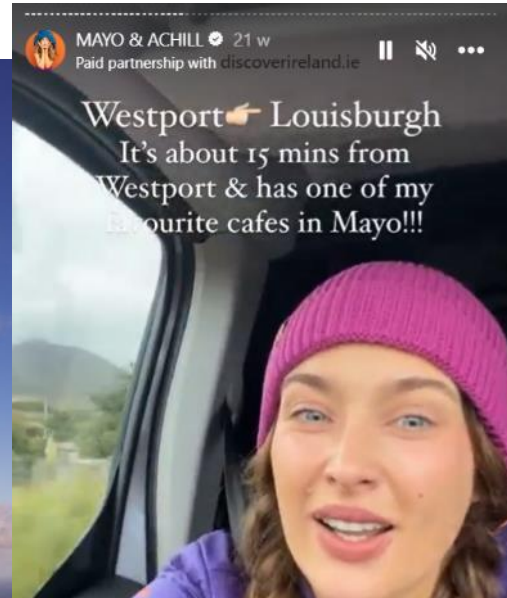 MAYO & ACHILL 21 w
Paid partnership with discoverireland.ie
Westport Louisburgh
It's about 15 mins from
Westport & has one of my
favourite cafes in Mayo!!!